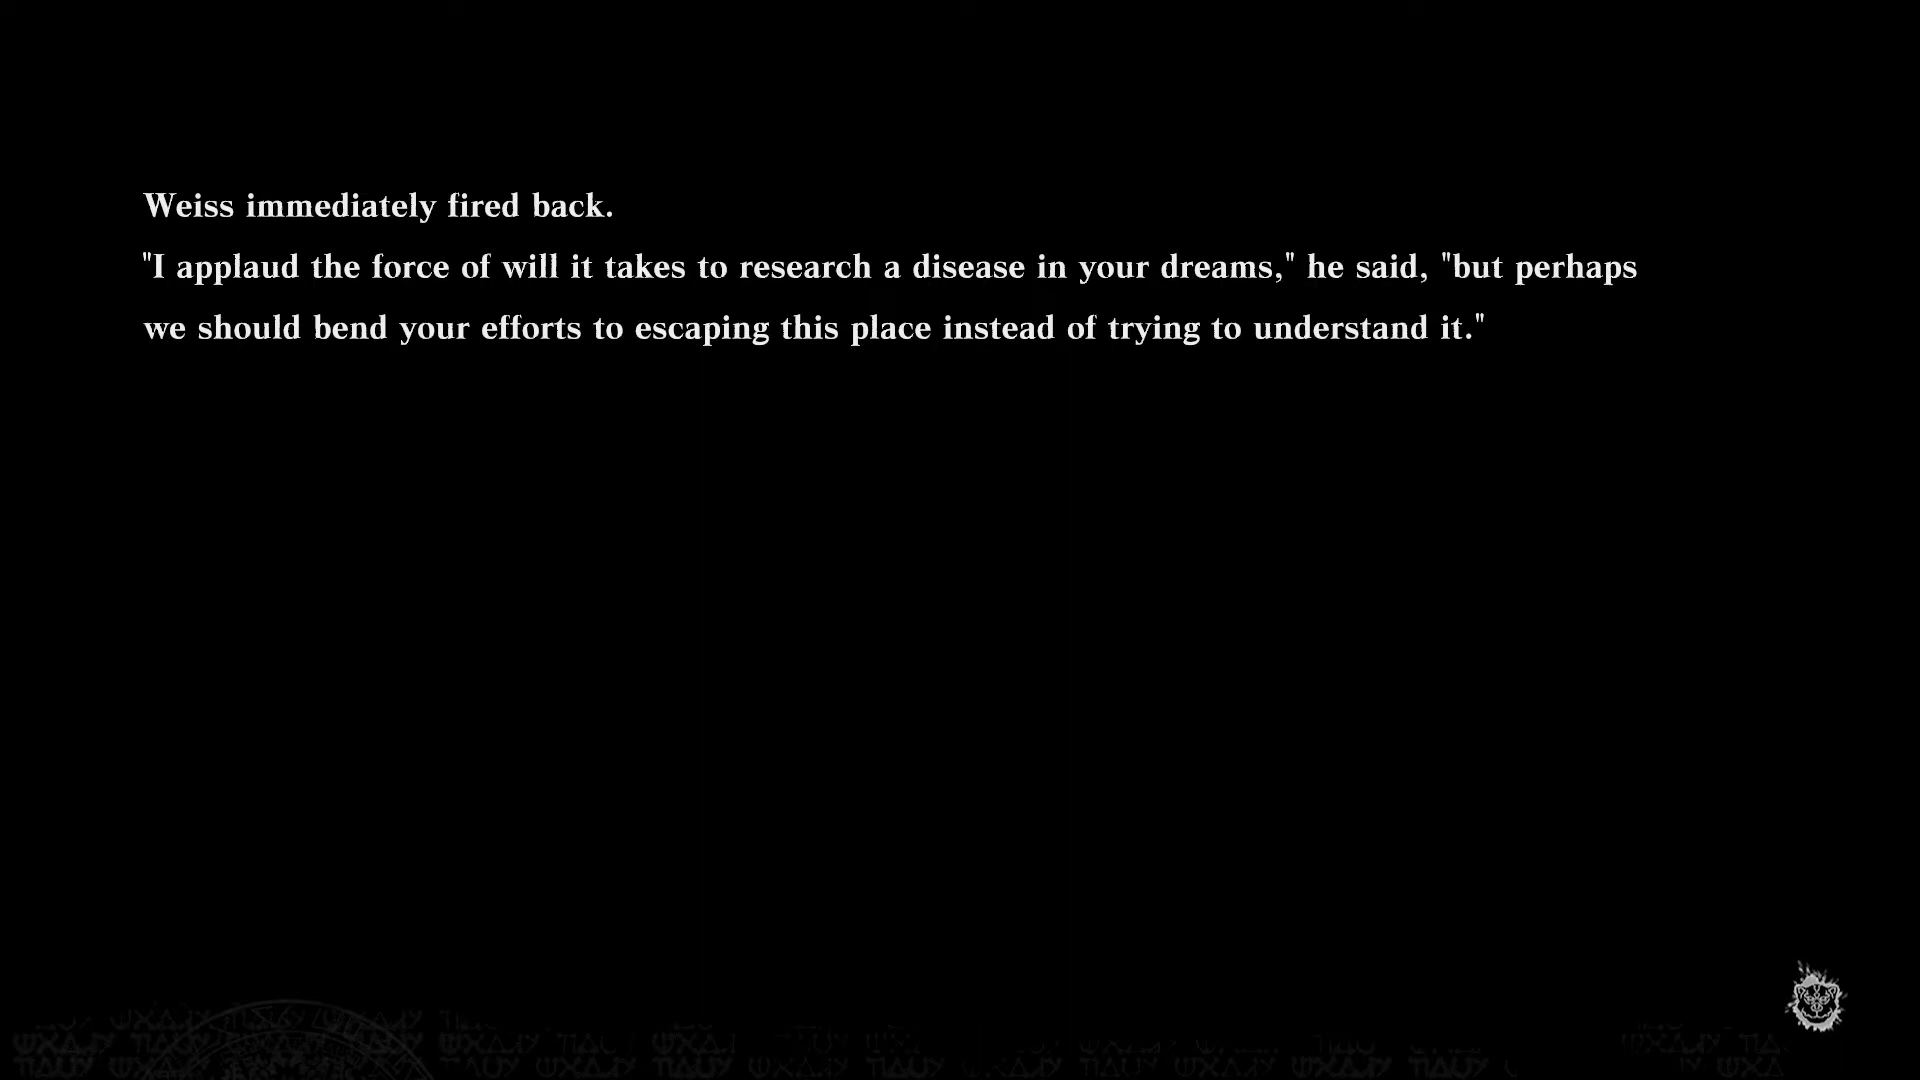 Weiss immediately fired back.
"I applaud the force of will it takes to research a disease in your dreams," he said, "but perhaps
we should bend your efforts to escaping this place instead of trying to understand it."